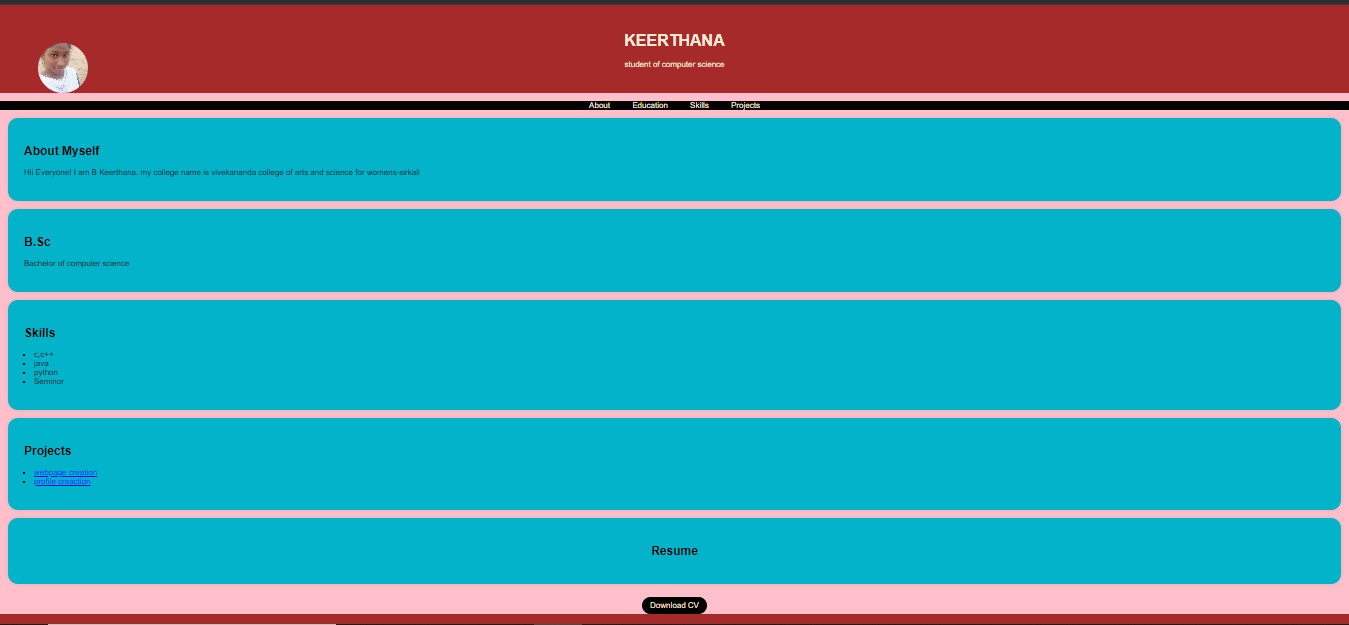 KEERTHANA
student of computer science
About Education Skills Projects
About Myself
Hii Everyone! I am B Keerthana, my college name is vivekananda college of arts and science for womens-sirkali
B.Sc
Bachelor of computer science
Skills
c,c++
java
python
Seminor
Projects
webpage creation
profile creaction
Resume
Download CV